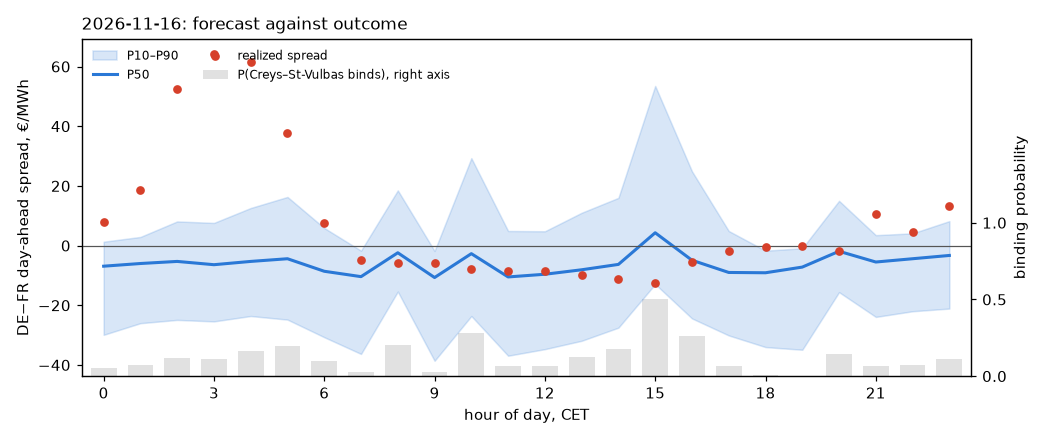 2026-11-16: forecast against outcome
P10–P90
P50
realized spread
P(Creys–St-Vulbas binds), right axis
DE−FR day-ahead spread, €/MWh
60
40
20
0
−20
−40
1.0
0.5
0.0
binding probability
0 3 6 9 12 15 18 21
hour of day, CET